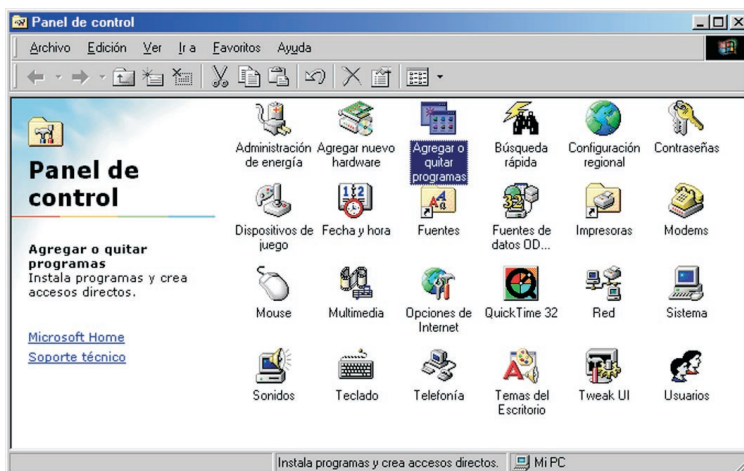 Panel de control
Archivo Edición Ver Ir a Favoritos Ayuda
Panel de
control
Agregar o quitar
programas
Instala programas y crea
accesos directos.
Microsoft Home
Soporte técnico
Administración
de energía
Agregar nuevo
hardware
Agregar o
quitar
programas
Búsqueda
rápida
Configuración
regional
Contraseñas
Dispositivos de
juego
Fecha y hora
Fuentes
Fuentes de
datos OD...
Impresoras
Modems
Mouse
Multimedia
Opciones de
Internet
QuickTime 32
Red
Sistema
Sonidos
Teclado
Telefonía
Temas del
Escritorio
Tweak UI
Usuarios
Instala programas y crea accesos directos. Mi PC